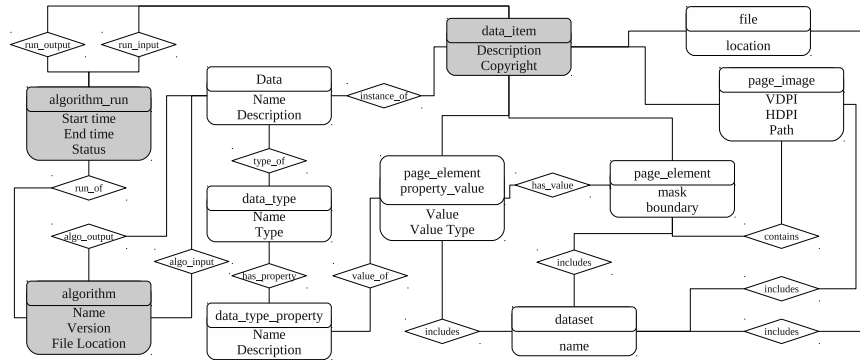 file
location
data_item
Description
Copyright
run_output
run_input
page_image
VDPI
HDPI
Path
Data
Name
Description
instance_of
algorithm_run
Start time
End time
Status
type_of
page_element
property_value
Value
Value Type
has_value
page_element
mask
boundary
run_of
data_type
Name
Type
algo_output
contains
algo_input
has_property
value_of
includes
includes
algorithm
Name
Version
File Location
data_type_property
Name
Description
includes
dataset
name
includes